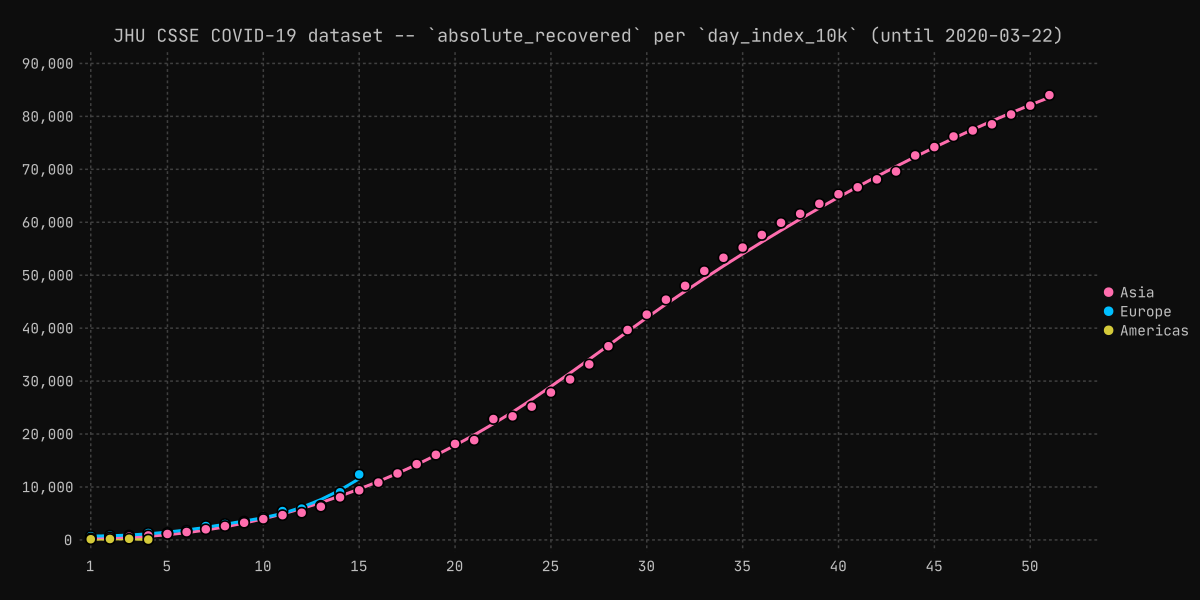 JHU CSSE COVID-19 dataset -- `absolute_recovered` per `day_index_10k` (until 2020-03-22)
90,000
80,000
70,000
60,000
50,000
40,000
30,000
20,000
10,000
0
1 5 10 15 20 25 30 35 40 45 50
Asia
Europe
Americas